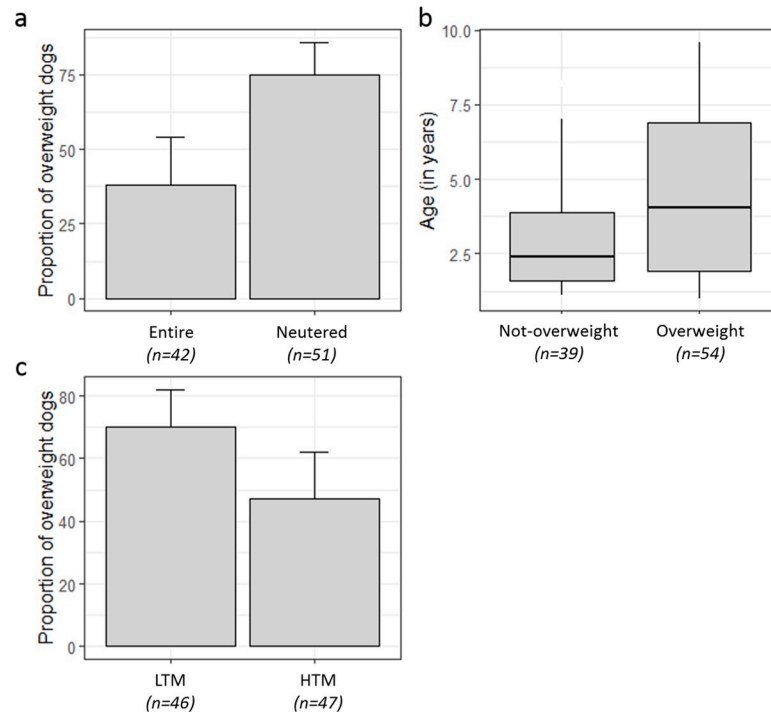 a
Proportion of overweight dogs
75
50
25
0
Entire Neutered
(n=42) (n=51)
b
Age (in years)
10.0
7.5
5.0
2.5
Not-overweight Overweight
(n=39) (n=54)
c
Proportion of overweight dogs
80
60
40
20
0
LTM HTM
(n=46) (n=47)